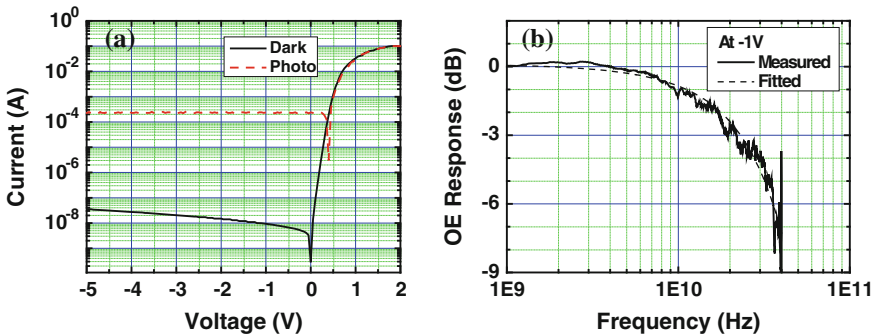 (a)
Dark
Photo
Current (A)
10^0
10^-2
10^-4
10^-6
10^-8
-5 -4 -3 -2 -1 0 1 2
Voltage (V)
(b)
At -1V
Measured
Fitted
OE Response (dB)
0
-3
-6
-9
1E9 1E10 1E11
Frequency (Hz)